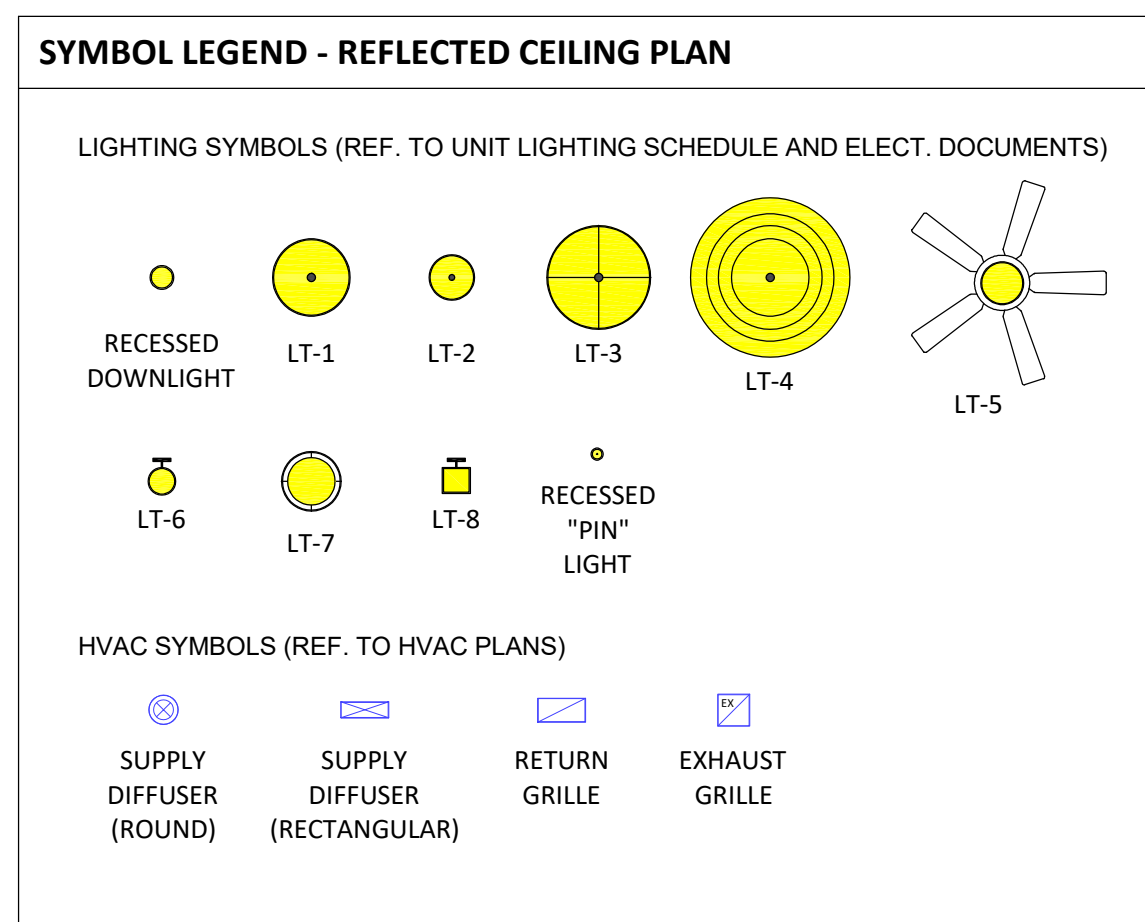 SYMBOL LEGEND - REFLECTED CEILING PLAN
LIGHTING SYMBOLS (REF. TO UNIT LIGHTING SCHEDULE AND ELECT. DOCUMENTS)
RECESSED
DOWNLIGHT
LT-1
LT-2
LT-3
LT-4
LT-5
LT-6
LT-7
LT-8
RECESSED
"PIN"
LIGHT
HVAC SYMBOLS (REF. TO HVAC PLANS)
SUPPLY
DIFFUSER
(ROUND)
SUPPLY
DIFFUSER
(RECTANGULAR)
RETURN
GRILLE
EX
EXHAUST
GRILLE